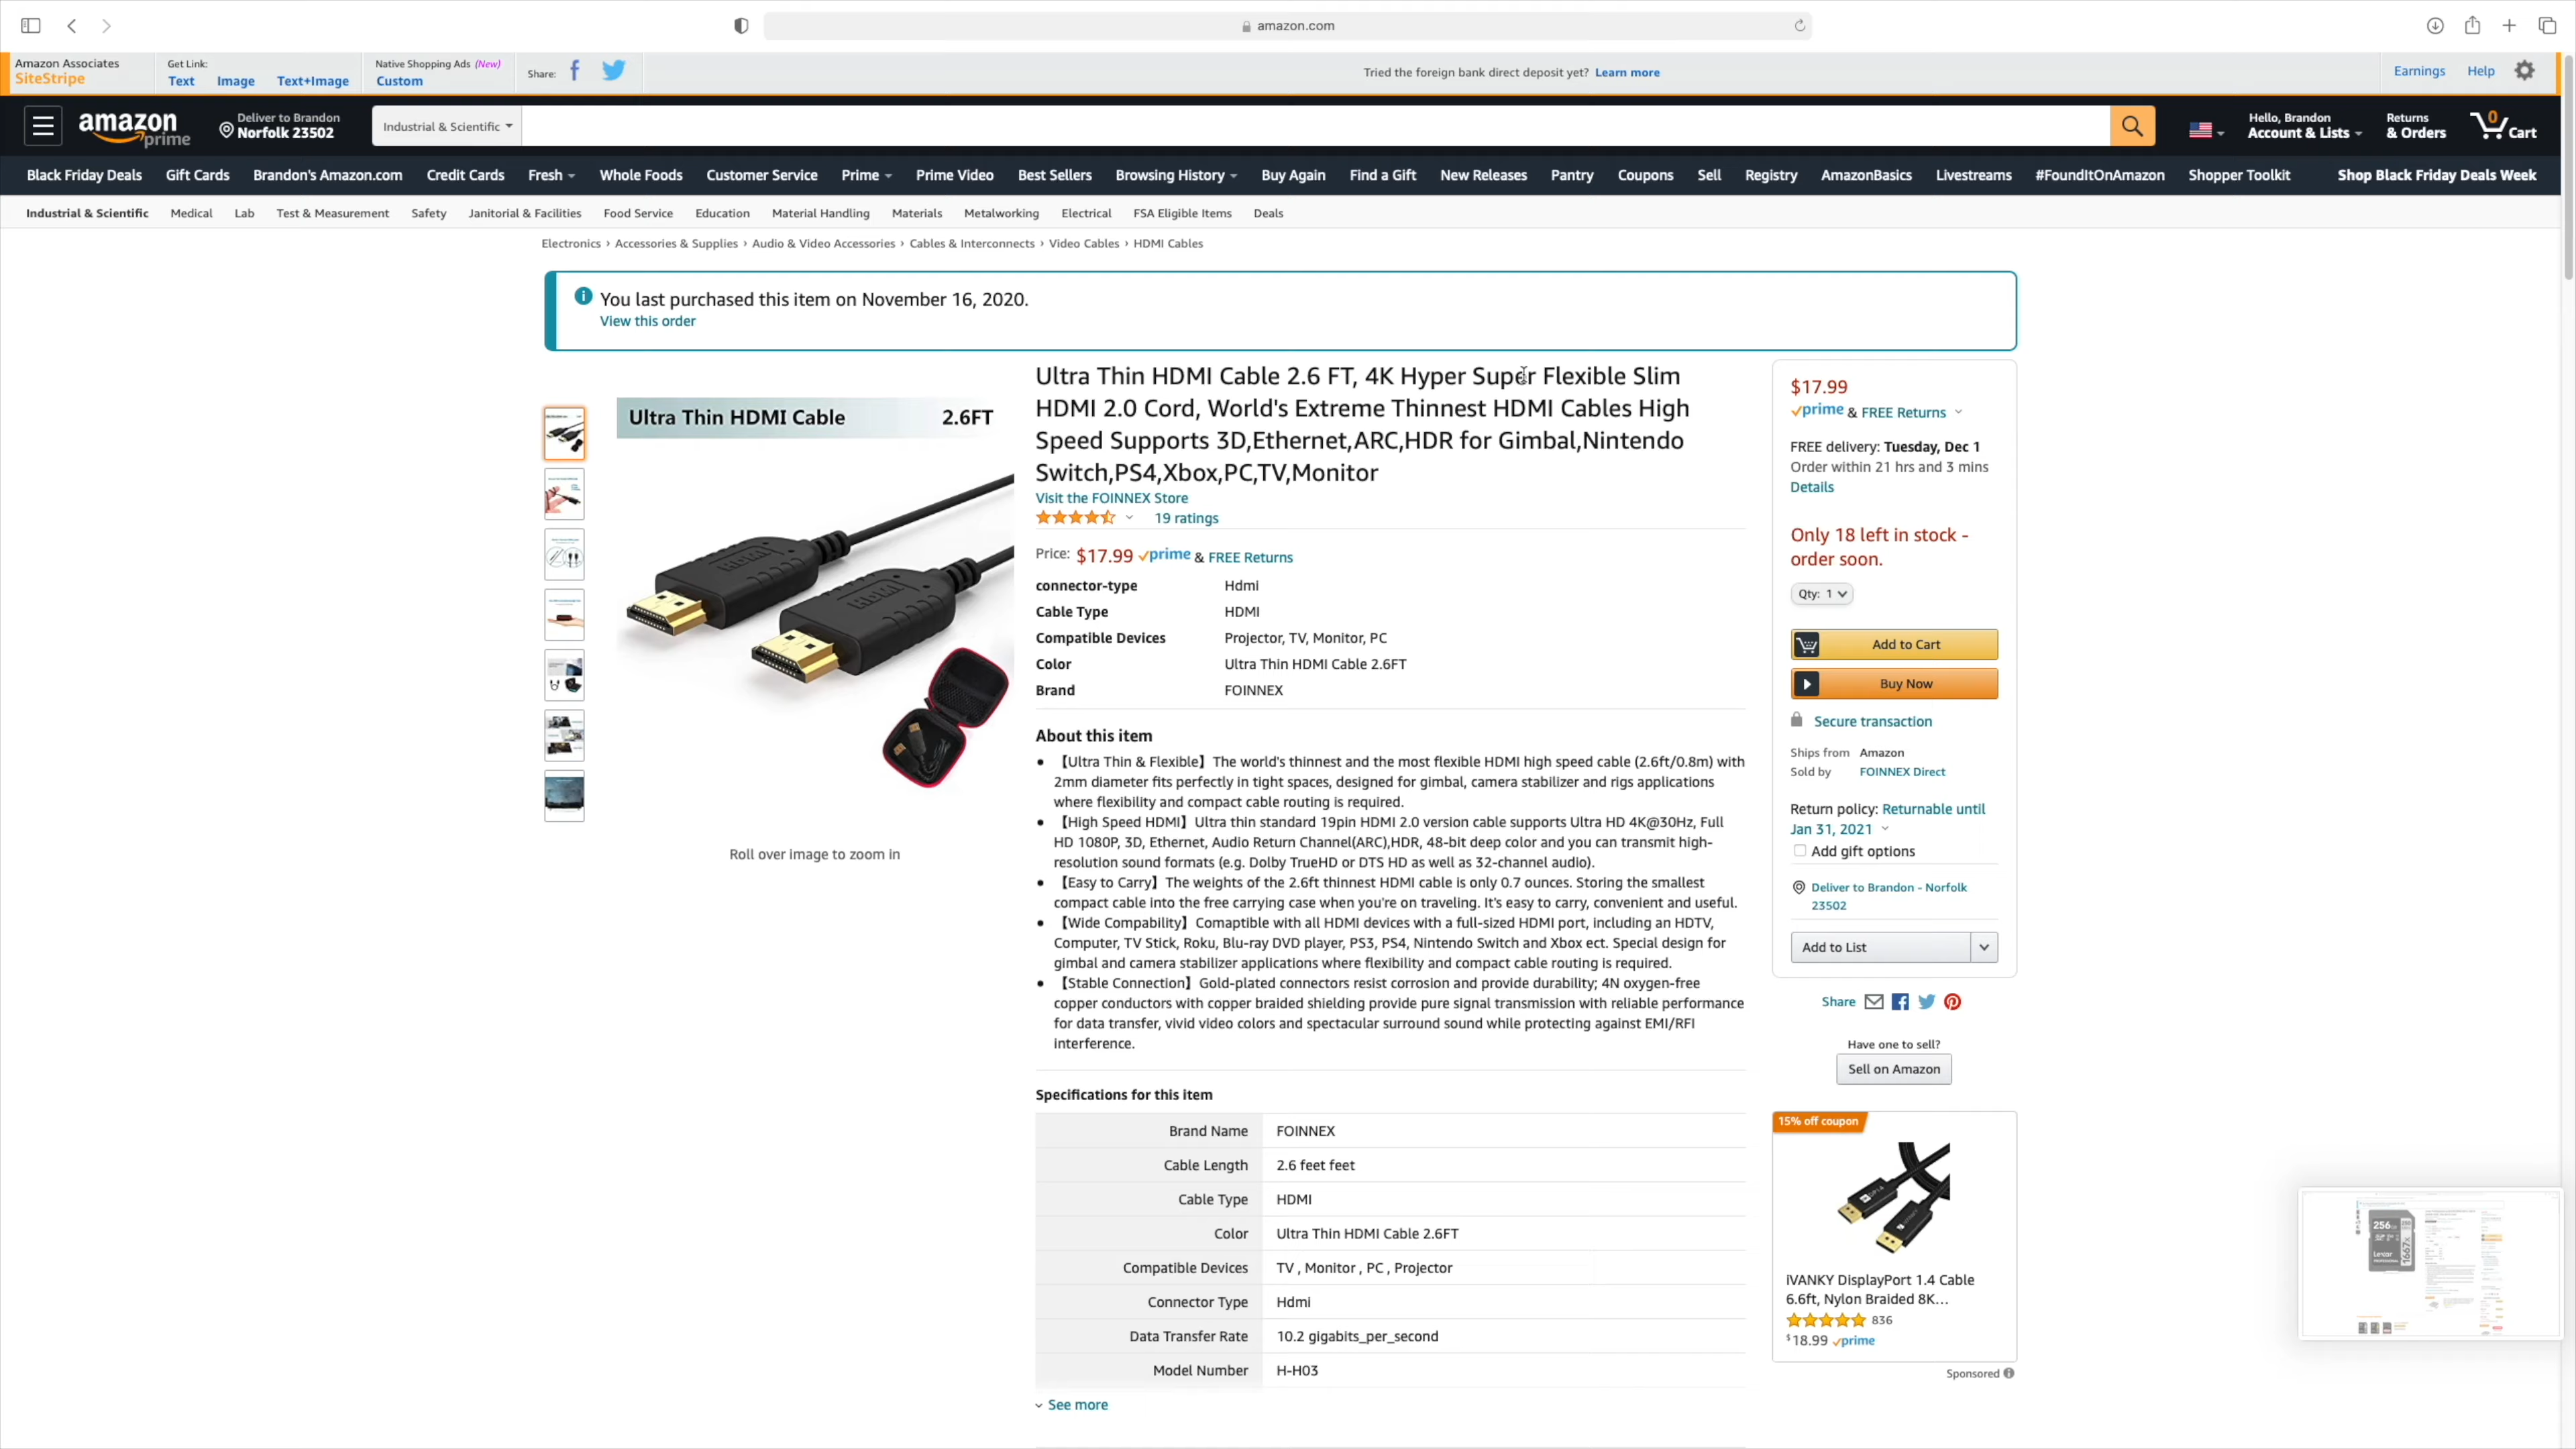 amazon.com
Amazon Associates
SiteStripe
Get Link:
Text Image Text+Image
Native Shopping Ads (New)
Custom
Share:
Tried the foreign bank direct deposit yet? Learn more
Earnings Help
amazon prime
Deliver to Brandon
Norfolk 23502
Industrial & Scientific
Hello, Brandon
Account & Lists
Returns
& Orders
0
Cart
Black Friday Deals Gift Cards Brandon's Amazon.com Credit Cards Fresh Whole Foods Customer Service Prime Prime Video Best Sellers Browsing History Buy Again Find a Gift New Releases Pantry Coupons Sell Registry AmazonBasics Livestreams #FoundItOnAmazon Shopper Toolkit Shop Black Friday Deals Week
Industrial & Scientific Medical Lab Test & Measurement Safety Janitorial & Facilities Food Service Education Material Handling Materials Metalworking Electrical FSA Eligible Items Deals
Electronics › Accessories & Supplies › Audio & Video Accessories › Cables & Interconnects › Video Cables › HDMI Cables
You last purchased this item on November 16, 2020.
View this order
Ultra Thin HDMI Cable 2.6FT
HDMI
HDMI
Roll over image to zoom in
Ultra Thin HDMI Cable 2.6 FT, 4K Hyper Super Flexible Slim
HDMI 2.0 Cord, World's Extreme Thinnest HDMI Cables High
Speed Supports 3D,Ethernet,ARC,HDR for Gimbal,Nintendo
Switch,PS4,Xbox,PC,TV,Monitor
Visit the FOINNEX Store
19 ratings
Price: $17.99 prime & FREE Returns
connector-type Hdmi
Cable Type HDMI
Compatible Devices Projector, TV, Monitor, PC
Color Ultra Thin HDMI Cable 2.6FT
Brand FOINNEX
About this item
• 【Ultra Thin & Flexible】The world's thinnest and the most flexible HDMI high speed cable (2.6ft/0.8m) with
2mm diameter fits perfectly in tight spaces, designed for gimbal, camera stabilizer and rigs applications
where flexibility and compact cable routing is required.
• 【High Speed HDMI】Ultra thin standard 19pin HDMI 2.0 version cable supports Ultra HD 4K@30Hz, Full
HD 1080P, 3D, Ethernet, Audio Return Channel(ARC),HDR, 48-bit deep color and you can transmit high-
resolution sound formats (e.g. Dolby TrueHD or DTS HD as well as 32-channel audio).
• 【Easy to Carry】The weights of the 2.6ft thinnest HDMI cable is only 0.7 ounces. Storing the smallest
compact cable into the free carrying case when you're on traveling. It's easy to carry, convenient and useful.
• 【Wide Compability】Comaptible with all HDMI devices with a full-sized HDMI port, including an HDTV,
Computer, TV Stick, Roku, Blu-ray DVD player, PS3, PS4, Nintendo Switch and Xbox ect. Special design for
gimbal and camera stabilizer applications where flexibility and compact cable routing is required.
• 【Stable Connection】Gold-plated connectors resist corrosion and provide durability; 4N oxygen-free
copper conductors with copper braided shielding provide pure signal transmission with reliable performance
for data transfer, vivid video colors and spectacular surround sound while protecting against EMI/RFI
interference.
Specifications for this item
Brand Name FOINNEX
Cable Length 2.6 feet feet
Cable Type HDMI
Color Ultra Thin HDMI Cable 2.6FT
Compatible Devices TV , Monitor , PC , Projector
Connector Type Hdmi
Data Transfer Rate 10.2 gigabits_per_second
Model Number H-H03
See more
$17.99
prime & FREE Returns
FREE delivery: Tuesday, Dec 1
Order within 21 hrs and 3 mins
Details
Only 18 left in stock -
order soon.
Qty: 1
Add to Cart
Buy Now
Secure transaction
Ships from Amazon
Sold by FOINNEX Direct
Return policy: Returnable until
Jan 31, 2021
Add gift options
Deliver to Brandon - Norfolk
23502
Add to List
Share
Have one to sell?
Sell on Amazon
15% off coupon
iVANKY DisplayPort 1.4 Cable
6.6ft, Nylon Braided 8K...
836
$18.99 prime
Sponsored
256
Lexar